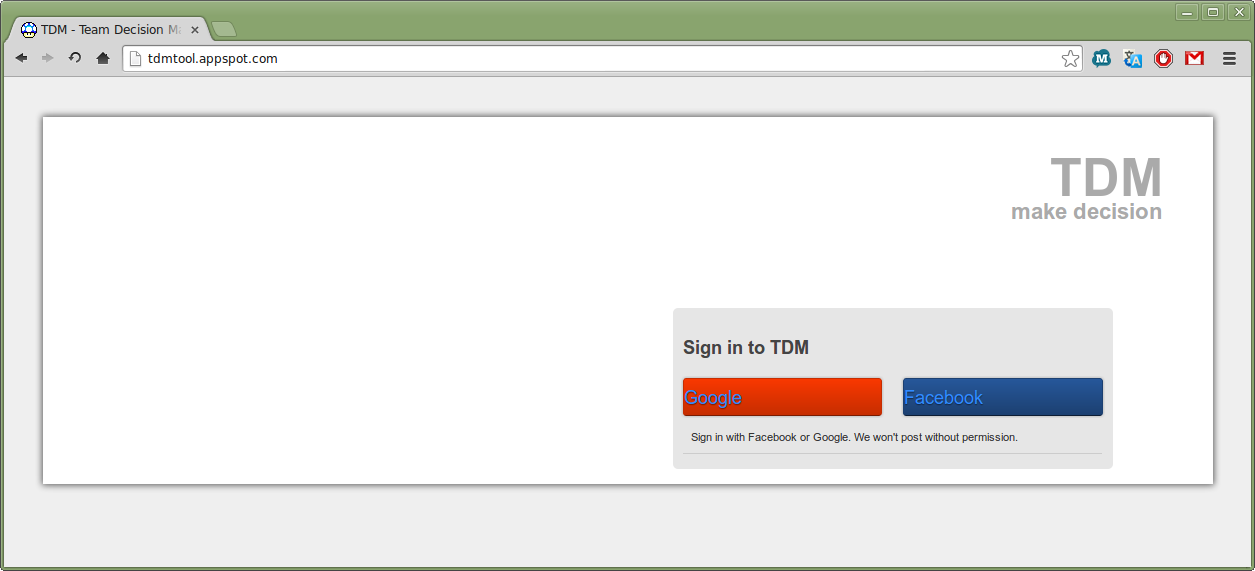 TDM - Team Decision Ma
tdmtool.appspot.com
TDM
make decision
Sign in to TDM
Google
Facebook
Sign in with Facebook or Google. We won't post without permission.